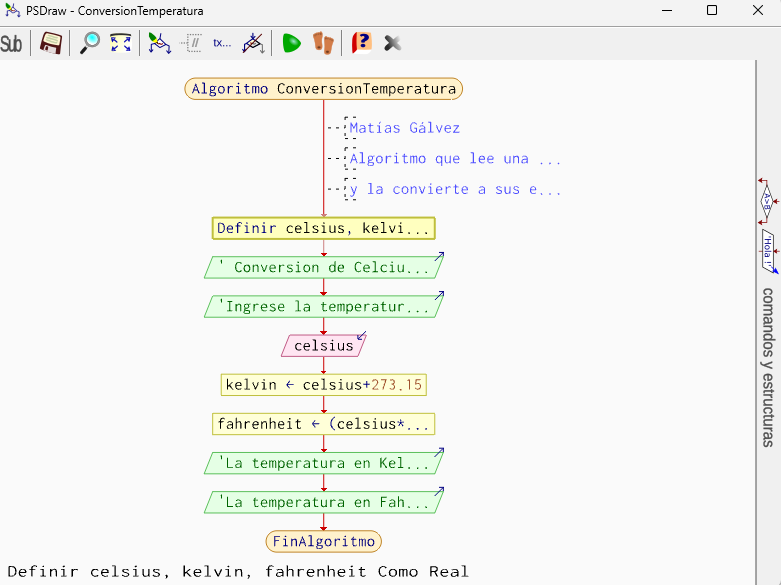 PSDraw - ConversionTemperatura
Sub
//
tx...
?
Algoritmo ConversionTemperatura
Matías Gálvez
Algoritmo que lee una ...
y la convierte a sus e...
Definir celsius, kelvi...
' Conversion de Celciu...
'Ingrese la temperatur...
celsius
kelvin ← celsius+273.15
fahrenheit ← (celsius*...
'La temperatura en Kel...
'La temperatura en Fah...
FinAlgoritmo
Definir celsius, kelvin, fahrenheit Como Real
A>B
'Hola !'
comandos y estructuras